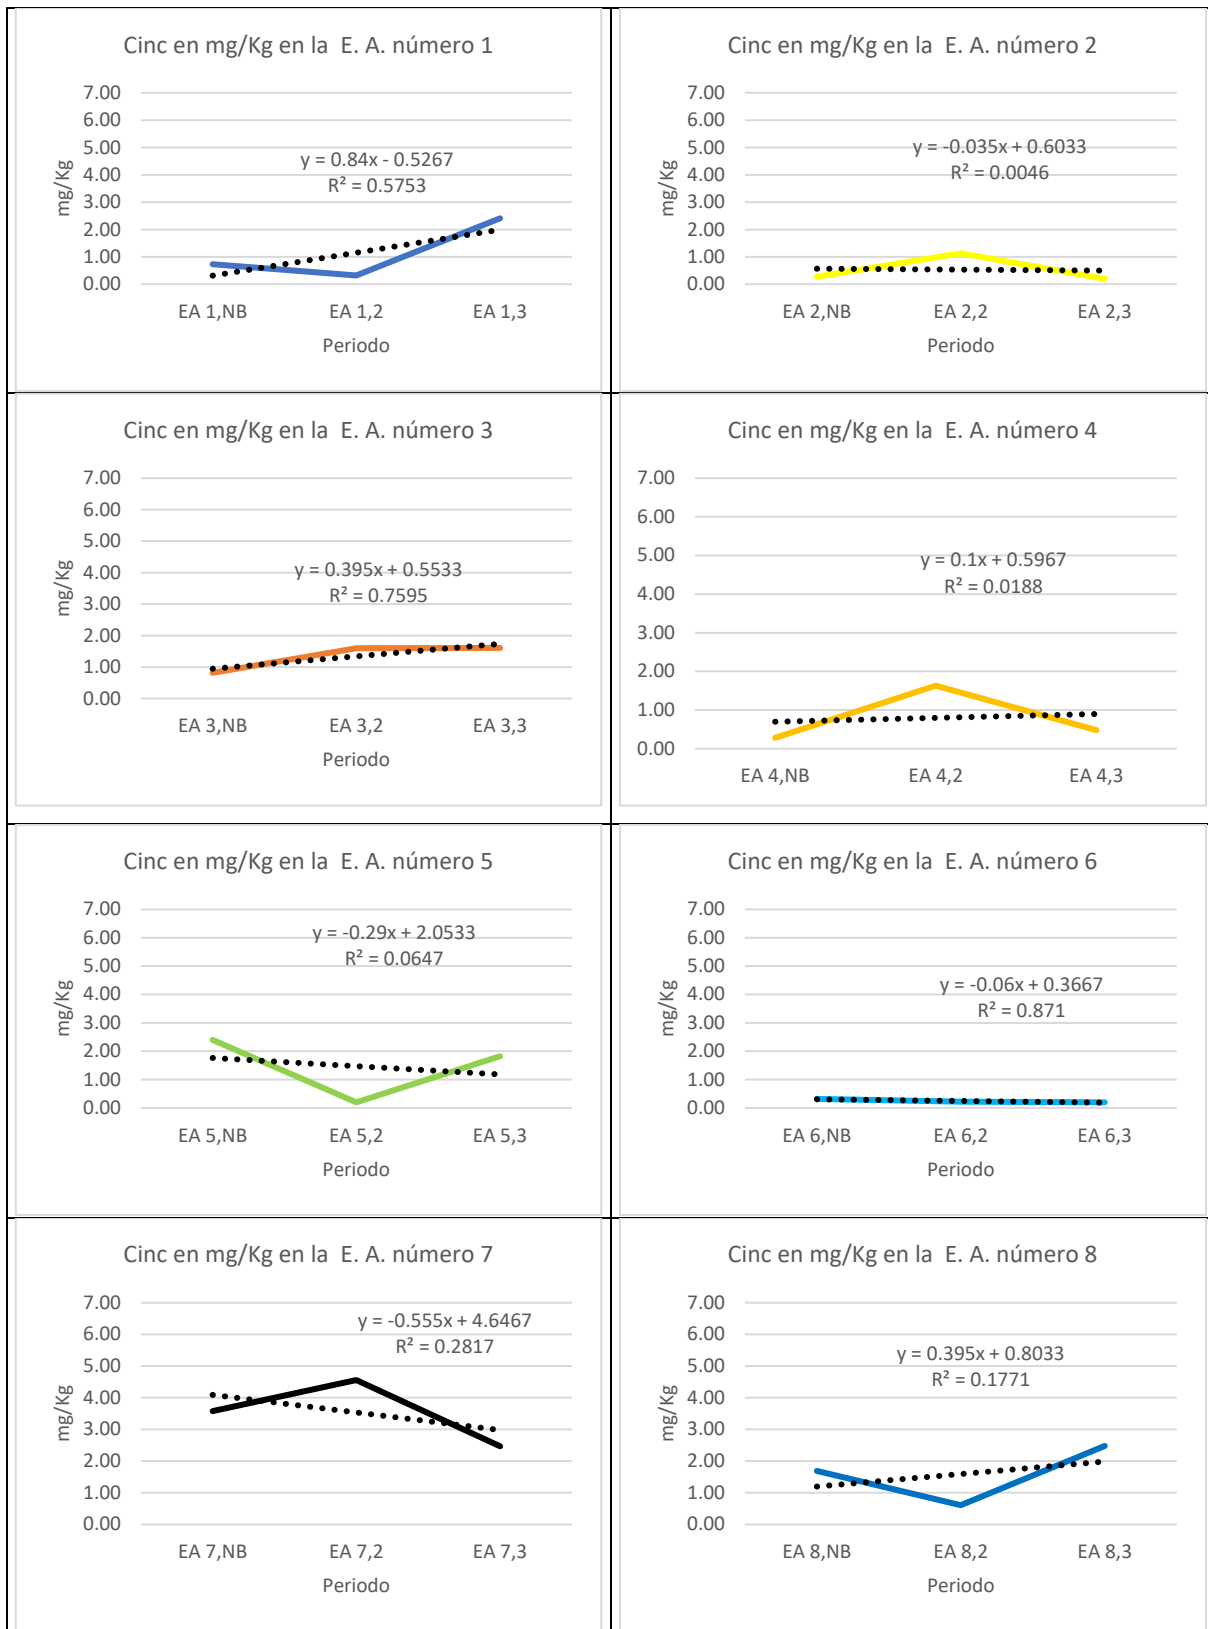 Cinc en mg/Kg en la E. A. número 1
7.00
6.00
5.00
4.00
3.00
2.00
1.00
0.00
mg/Kg
y = 0.84x - 0.5267
R² = 0.5753
EA 1,NB EA 1,2 EA 1,3
Periodo
Cinc en mg/Kg en la E. A. número 2
7.00
6.00
5.00
4.00
3.00
2.00
1.00
0.00
mg/Kg
y = -0.035x + 0.6033
R² = 0.0046
EA 2,NB EA 2,2 EA 2,3
Periodo
Cinc en mg/Kg en la E. A. número 3
7.00
6.00
5.00
4.00
3.00
2.00
1.00
0.00
mg/Kg
y = 0.395x + 0.5533
R² = 0.7595
EA 3,NB EA 3,2 EA 3,3
Periodo
Cinc en mg/Kg en la E. A. número 4
7.00
6.00
5.00
4.00
3.00
2.00
1.00
0.00
y = 0.1x + 0.5967
R² = 0.0188
EA 4,NB EA 4,2 EA 4,3
Cinc en mg/Kg en la E. A. número 5
7.00
6.00
5.00
4.00
3.00
2.00
1.00
0.00
mg/Kg
y = -0.29x + 2.0533
R² = 0.0647
EA 5,NB EA 5,2 EA 5,3
Periodo
Cinc en mg/Kg en la E. A. número 6
7.00
6.00
5.00
4.00
3.00
2.00
1.00
0.00
mg/Kg
y = -0.06x + 0.3667
R² = 0.871
EA 6,NB EA 6,2 EA 6,3
Periodo
Cinc en mg/Kg en la E. A. número 7
7.00
6.00
5.00
4.00
3.00
2.00
1.00
0.00
mg/Kg
y = -0.555x + 4.6467
R² = 0.2817
EA 7,NB EA 7,2 EA 7,3
Periodo
Cinc en mg/Kg en la E. A. número 8
7.00
6.00
5.00
4.00
3.00
2.00
1.00
0.00
mg/Kg
y = 0.395x + 0.8033
R² = 0.1771
EA 8,NB EA 8,2 EA 8,3
Periodo